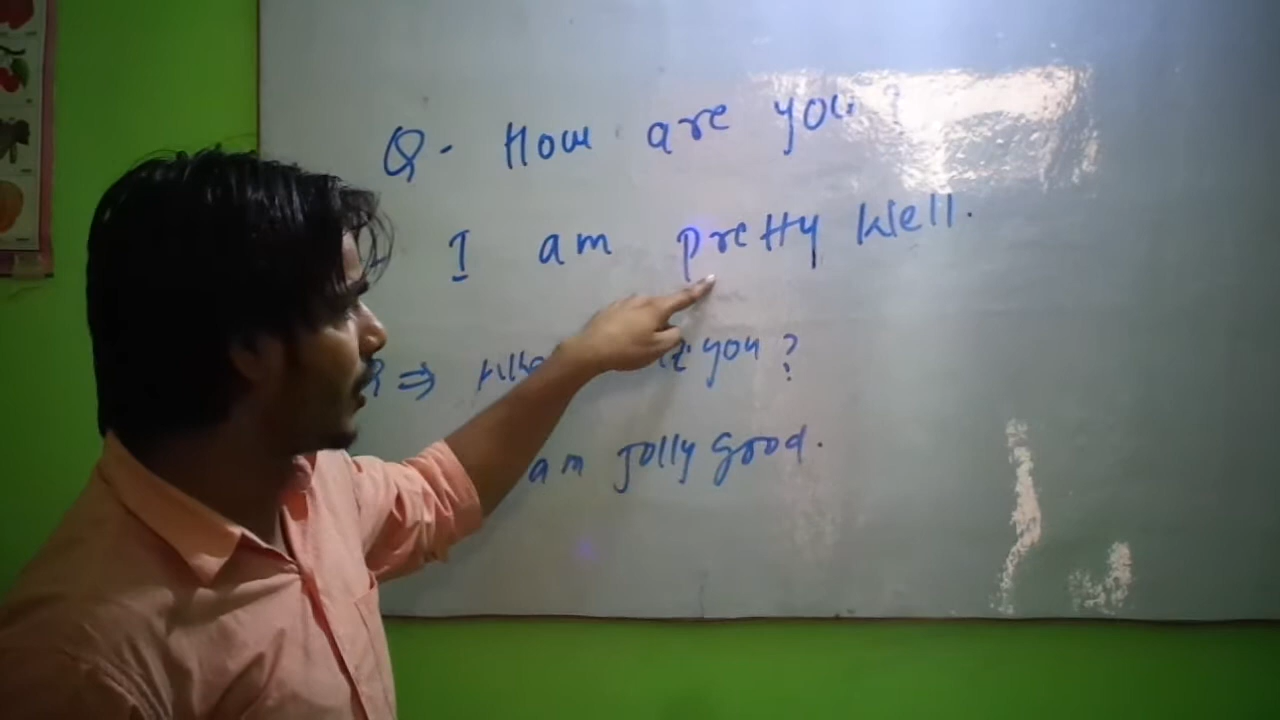 Q- How are you ?
I am pretty well.
⇒ you ?
am jolly good.